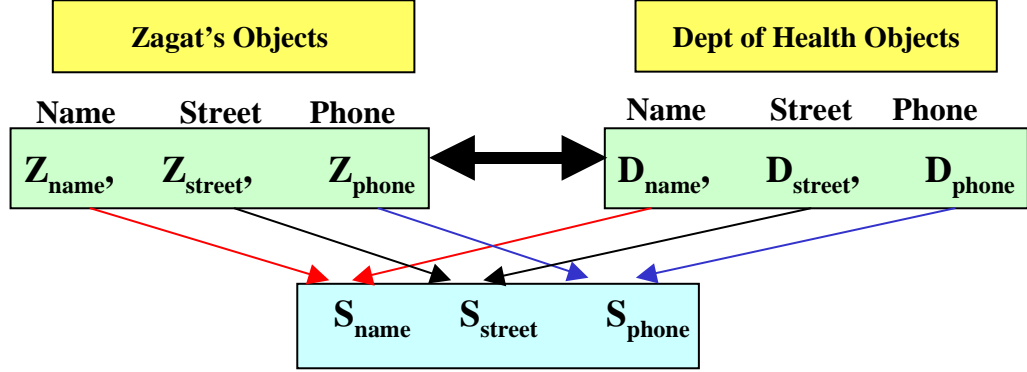 Zagat's Objects
Dept of Health Objects
Name Street Phone
Name Street Phone
Zname, Zstreet, Zphone
Dname, Dstreet, Dphone
Sname Sstreet Sphone